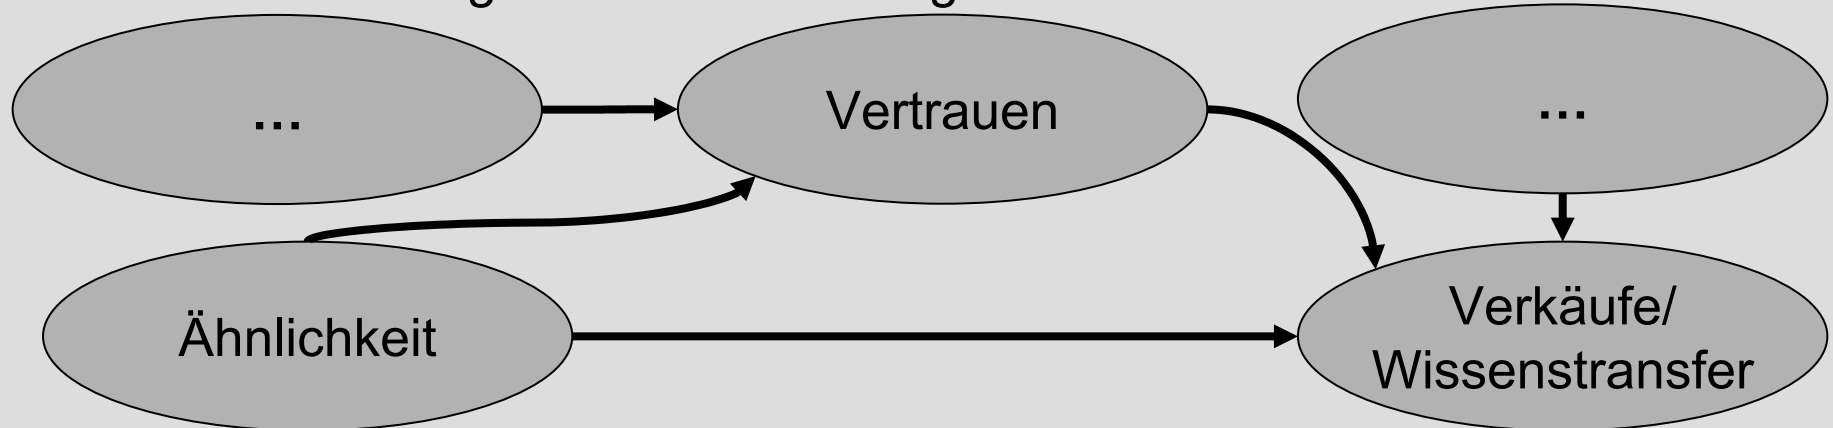 ...
Vertrauen
...
Ähnlichkeit
Verkäufe/
Wissenstransfer